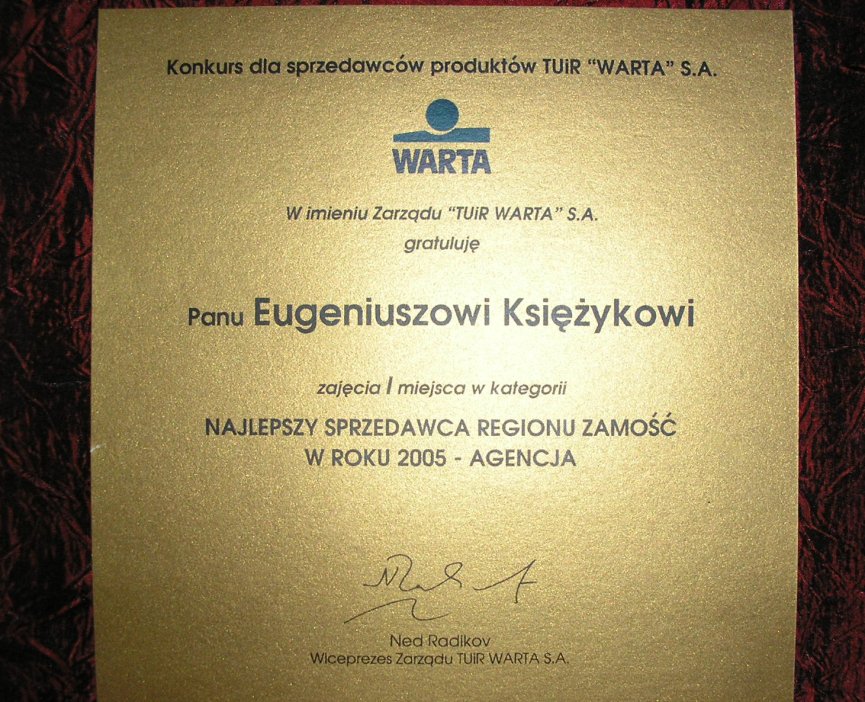 Konkurs dla sprzedawców produktów TUiR "WARTA" S.A.
WARTA
W imieniu Zarządu "TUiR WARTA" S.A.
gratuluję
Panu Eugeniuszowi Księżykowi
zajęcia I miejsca w kategorii
NAJLEPSZY SPRZEDAWCA REGIONU ZAMOŚĆ
W ROKU 2005 - AGENCJA
Ned Radikov
Wiceprezes Zarządu TUiR WARTA S.A.